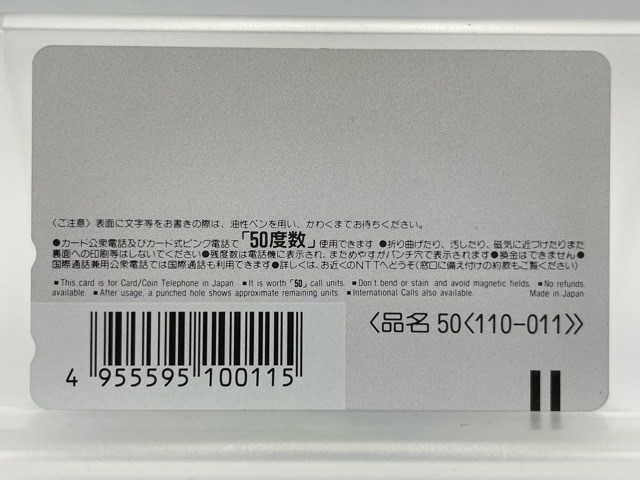 〈ご注意〉表面に文字等をお書きの際は、油性ペンを用い、かわくまでお待ちください。
●カード公衆電話及びカード式ピンク電話で「50度数」使用できます ●折り曲げたり、汚したり、磁気に近づけたりまた
裏面への印刷等はしないでください ●残度数は電話機に表示され、まためやすがパンチ穴で表示されます ●換金はできません ●
国際通話兼用公衆電話では国際通話も利用できます ●詳しくは、お近くのNTTへどうぞ(窓口に備え付けの約款もご覧ください)
■ This card is for Card/Coin Telephone in Japan. ■ It is worth「50」call units. ■ Don't bend or stain and avoid magnetic fields. ■ No refunds
available. ■ After usage, a punched hole shows approximate remaining units. ■ International Calls also available. Made in Japan
〈品名 50〈110-011〉〉
4 955595 100115